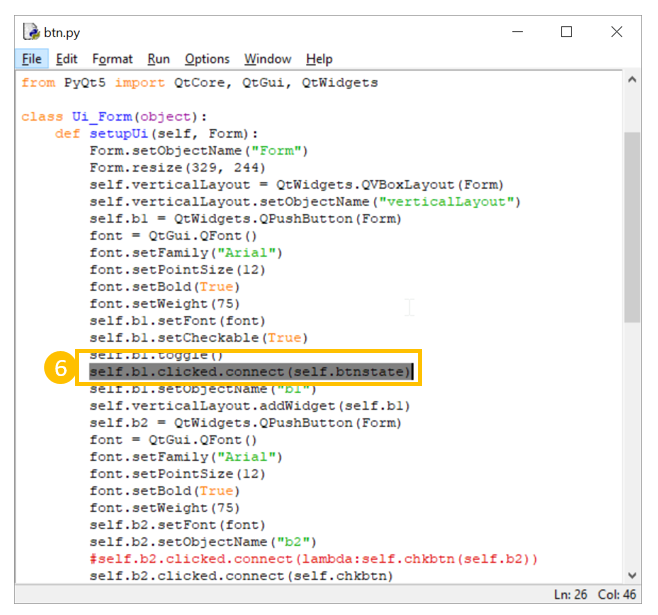 btn.py
File Edit Format Run Options Window Help
from PyQt5 import QtCore, QtGui, QtWidgets
class Ui_Form(object):
    def setupUi(self, Form):
        Form.setObjectName("Form")
        Form.resize(329, 244)
        self.verticalLayout = QtWidgets.QVBoxLayout(Form)
        self.verticalLayout.setObjectName("verticalLayout")
        self.b1 = QtWidgets.QPushButton(Form)
        font = QtGui.QFont()
        font.setFamily("Arial")
        font.setPointSize(12)
        font.setBold(True)
        font.setWeight(75)
        self.b1.setFont(font)
        self.b1.setCheckable(True)
        self.b1.toggle()
6 self.b1.clicked.connect(self.btnstate)
        self.b1.setObjectName("b1")
        self.verticalLayout.addWidget(self.b1)
        self.b2 = QtWidgets.QPushButton(Form)
        font = QtGui.QFont()
        font.setFamily("Arial")
        font.setPointSize(12)
        font.setBold(True)
        font.setWeight(75)
        self.b2.setFont(font)
        self.b2.setObjectName("b2")
        #self.b2.clicked.connect(lambda:self.chkbtn(self.b2))
        self.b2.clicked.connect(self.chkbtn)
Ln: 26 Col: 46